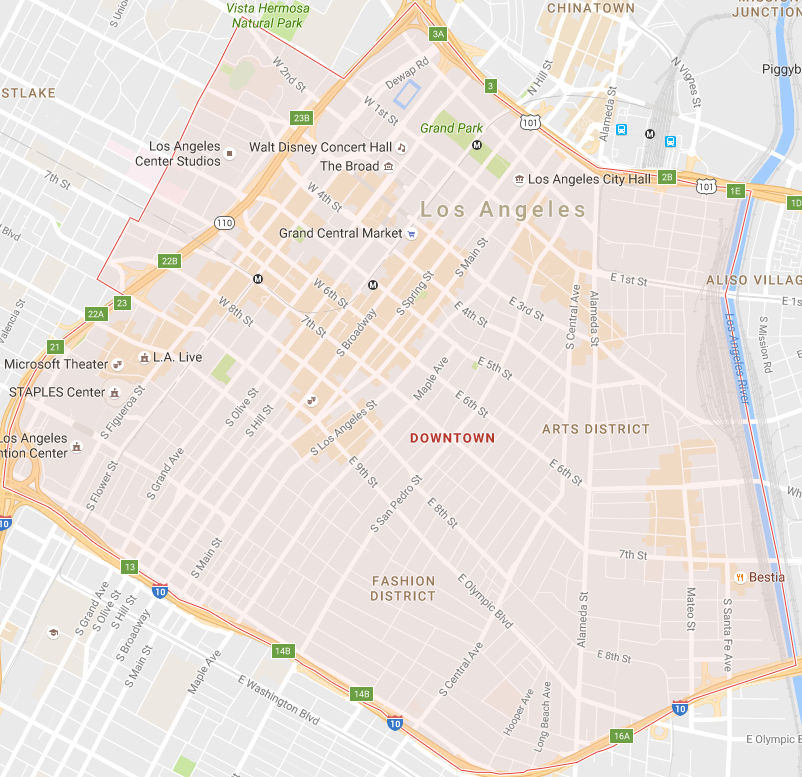 Vista Hermosa
Natural Park
CHINATOWN
MISSION
JUNCTION
S Union
3A
Piggyb
W 2nd St
Dewap Rd
3
N Hill St
N Vignes St
STLAKE
W 1st St
Alameda St
23B
101
Grand Park
M
M
Los Angeles
Center Studios
Walt Disney Concert Hall
The Broad
Los Angeles City Hall
2B
101
1E
1D
7th St
W 4th St
Los Angeles
110
Grand Central Market
Blvd
S Main St
22B
M
M
E 1st St
ALISO VILLAG
E 1s
W 6th St
S Spring St
23
22A
Valencia St
W 8th St
7th St
S Broadway
E 4th St
E 3rd St
S Central Ave
Alameda St
Los Angeles River
S Mission Rd
21
L.A. Live
Microsoft Theater
Maple Ave
E 5th St
STAPLES Center
S Figueroa St
S Olive St
S Hill St
S Los Angeles St
E 6th St
Los Angeles
ntion Center
DOWNTOWN
ARTS DISTRICT
S Flower St
S Grand Ave
E 9th St
E 6th St
Wh
S San Pedro St
E 8th St
10
S Main St
7th St
13
10
FASHION
DISTRICT
E Olympic Blvd
Bestia
S Grand Ave
S Olive St
S Hill St
S Broadway
S Main St
Alameda St
Mateo St
S Santa Fe Ave
14B
Maple Ave
S Central Ave
E 8th St
E Washington Blvd
14B
10
Hooper Ave
Long Beach Ave
10
16A
E Olympic B